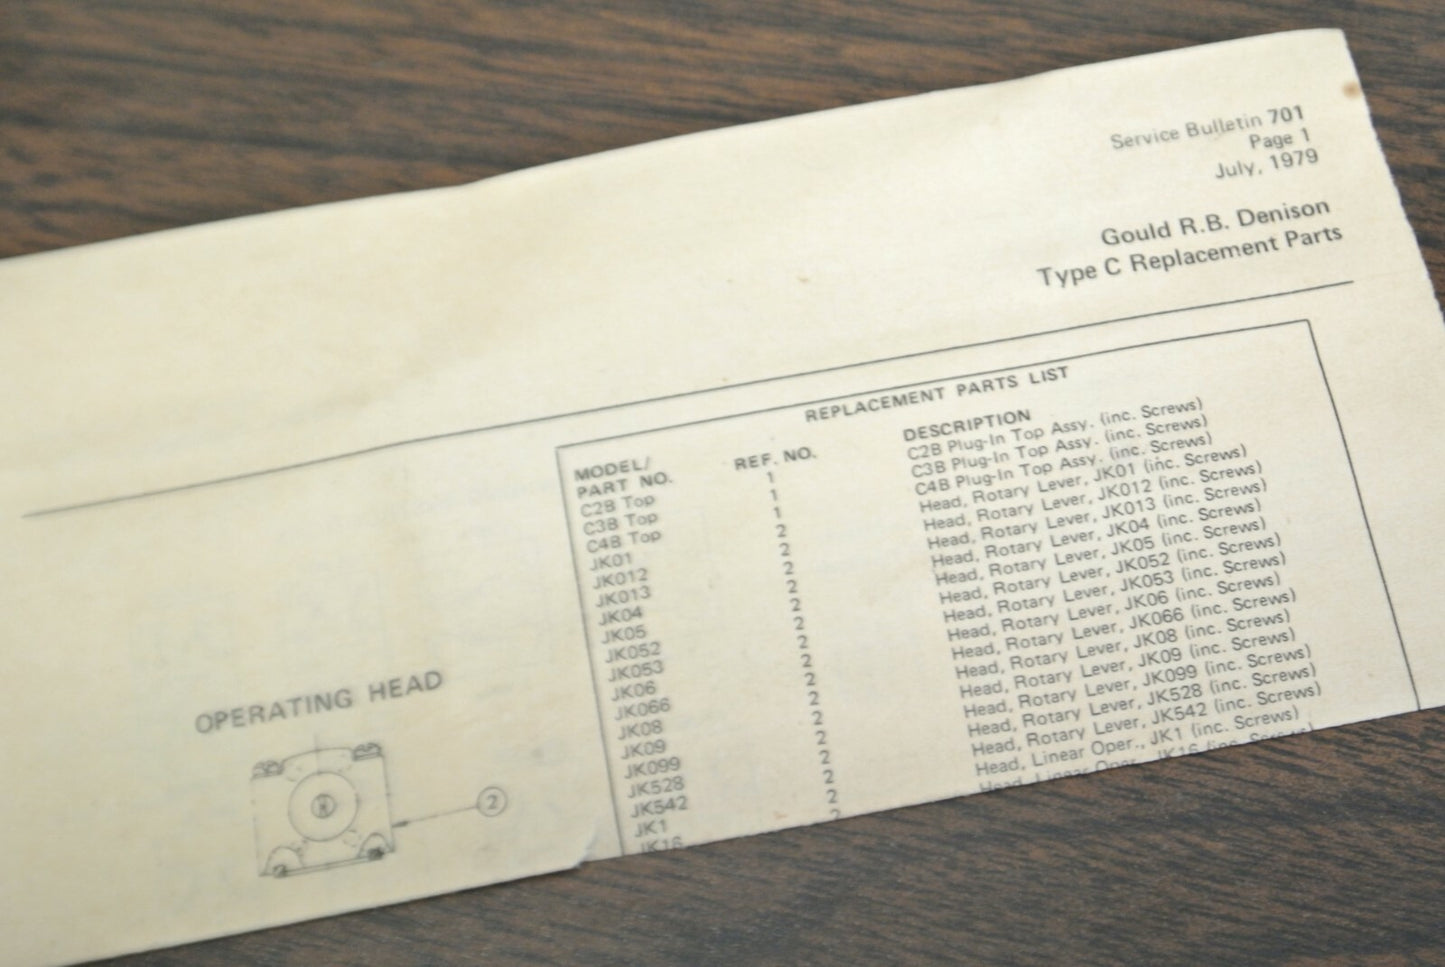 Service Bulletin 701
Page 1
July, 1979
Gould R.B. Denison
Type C Replacement Parts
REPLACEMENT PARTS LIST
MODEL/
PART NO. REF. NO. DESCRIPTION
C2B Top 1 C2B Plug-In Top Assy. (inc. Screws)
C3B Top 1 C3B Plug-In Top Assy. (inc. Screws)
C4B Top 1 C4B Plug-In Top Assy. (inc. Screws)
JK01 2 Head, Rotary Lever, JK01 (inc. Screws)
JK012 2 Head, Rotary Lever, JK012 (inc. Screws)
JK013 2 Head, Rotary Lever, JK013 (inc. Screws)
JK04 2 Head, Rotary Lever, JK04 (inc. Screws)
JK05 2 Head, Rotary Lever, JK05 (inc. Screws)
JK052 2 Head, Rotary Lever, JK052 (inc. Screws)
JK053 2 Head, Rotary Lever, JK053 (inc. Screws)
JK06 2 Head, Rotary Lever, JK06 (inc. Screws)
JK066 2 Head, Rotary Lever, JK066 (inc. Screws)
JK08 2 Head, Rotary Lever, JK08 (inc. Screws)
JK09 2 Head, Rotary Lever, JK09 (inc. Screws)
JK099 2 Head, Rotary Lever, JK099 (inc. Screws)
JK528 2 Head, Rotary Lever, JK528 (inc. Screws)
JK542 2 Head, Rotary Lever, JK542 (inc. Screws)
JK1 2 Head, Linear Oper., JK1 (inc. Screws)
JK16 2 Head, Linear Oper., JK16 (inc. Screws)
OPERATING HEAD
2